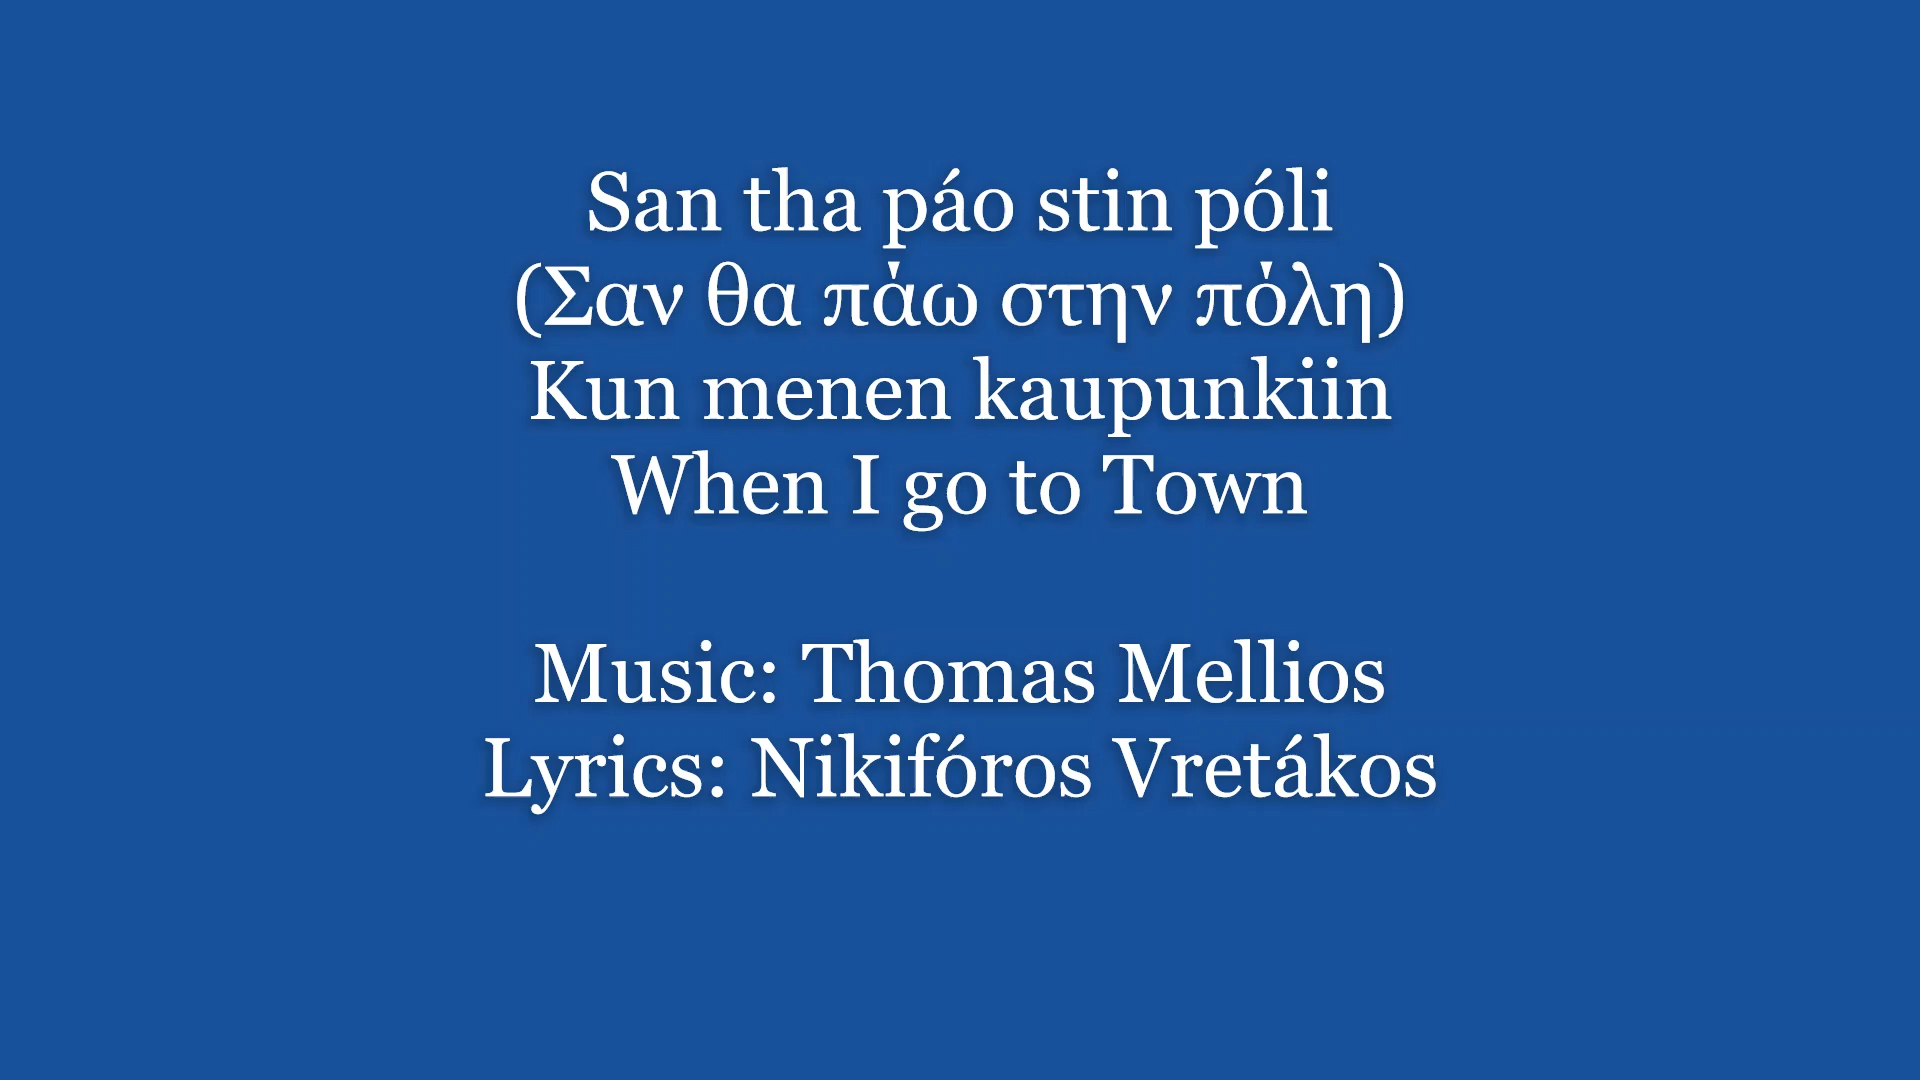 San tha páo stin póli
(Σαν θα πάω στην πόλη)
Kun menen kaupunkiin
When I go to Town
Music: Thomas Mellios
Lyrics: Nikifóros Vretákos